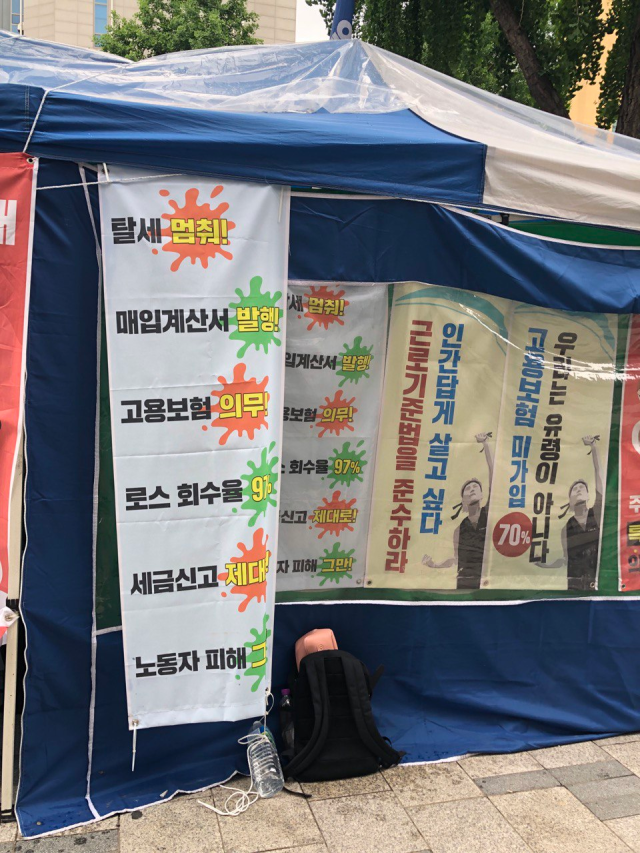 탈세 멈춰!
매입계산서 발행!
고용보험 의무!
로스 회수율 97
세금신고 제대
노동자 피해 그
세 멈춰!
입계산서 발행!
용보험 의무!
스 회수율 97%
신고 제대로!
자 피해 그만!
인간답게 살고 싶다
근로기준법을 준수하라
우리는 유령이 아니다
고용보험 미가입
70%